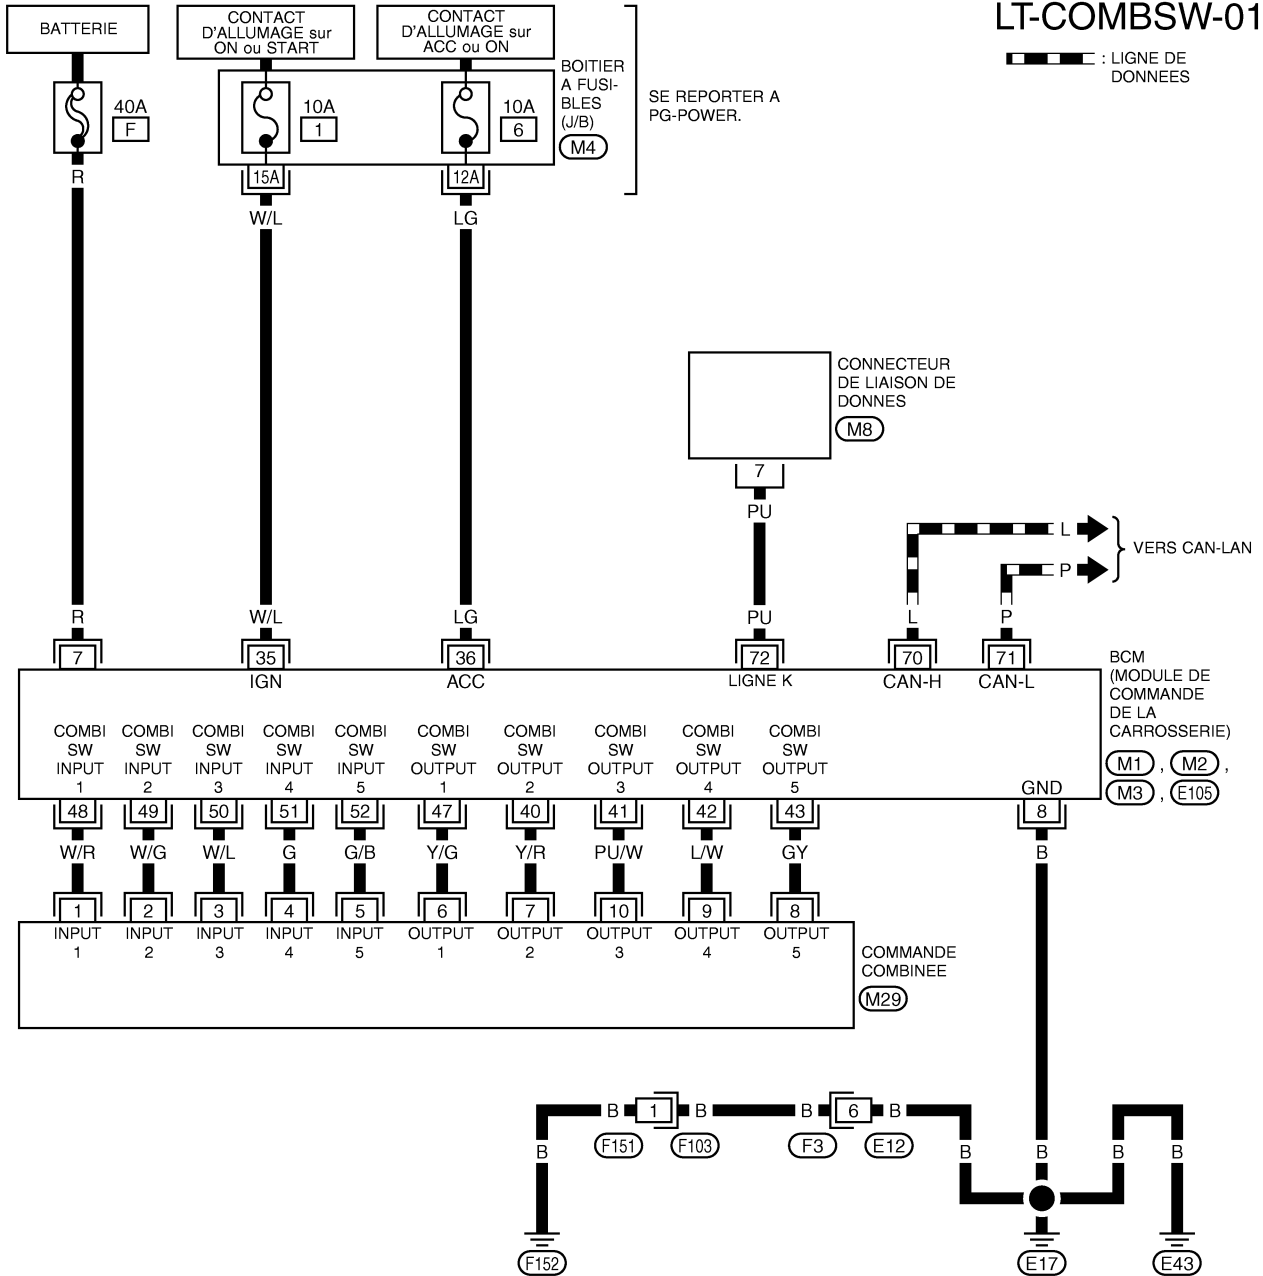 LT-COMBSW-01
: LIGNE DE
DONNEES
BATTERIE
CONTACT
D'ALLUMAGE sur
ON ou START
CONTACT
D'ALLUMAGE sur
ACC ou ON
40A
F
10A
1
10A
6
BOITIER
A FUSI-
BLES
(J/B)
M4
SE REPORTER A
PG-POWER.
R
15A
12A
W/L
LG
CONNECTEUR
DE LIAISON DE
DONNES
M8
7
PU
L
P
VERS CAN-LAN
R
W/L
LG
PU
L
P
7
35
36
72
70
71
IGN
ACC
LIGNE K
CAN-H
CAN-L
BCM
(MODULE DE
COMMANDE
DE LA
CARROSSERIE)
M1 , M2 ,
M3 , E105
COMBI
SW
INPUT
1
COMBI
SW
INPUT
2
COMBI
SW
INPUT
3
COMBI
SW
INPUT
4
COMBI
SW
INPUT
5
COMBI
SW
OUTPUT
1
COMBI
SW
OUTPUT
2
COMBI
SW
OUTPUT
3
COMBI
SW
OUTPUT
4
COMBI
SW
OUTPUT
5
GND
48
49
50
51
52
47
40
41
42
43
8
W/R
W/G
W/L
G
G/B
Y/G
Y/R
PU/W
L/W
GY
B
1
2
3
4
5
6
7
10
9
8
INPUT
1
INPUT
2
INPUT
3
INPUT
4
INPUT
5
OUTPUT
1
OUTPUT
2
OUTPUT
3
OUTPUT
4
OUTPUT
5
COMMANDE
COMBINEE
M29
B
1
B
B
6
B
F151
F103
F3
E12
B
B
B
B
B
F152
E17
E43